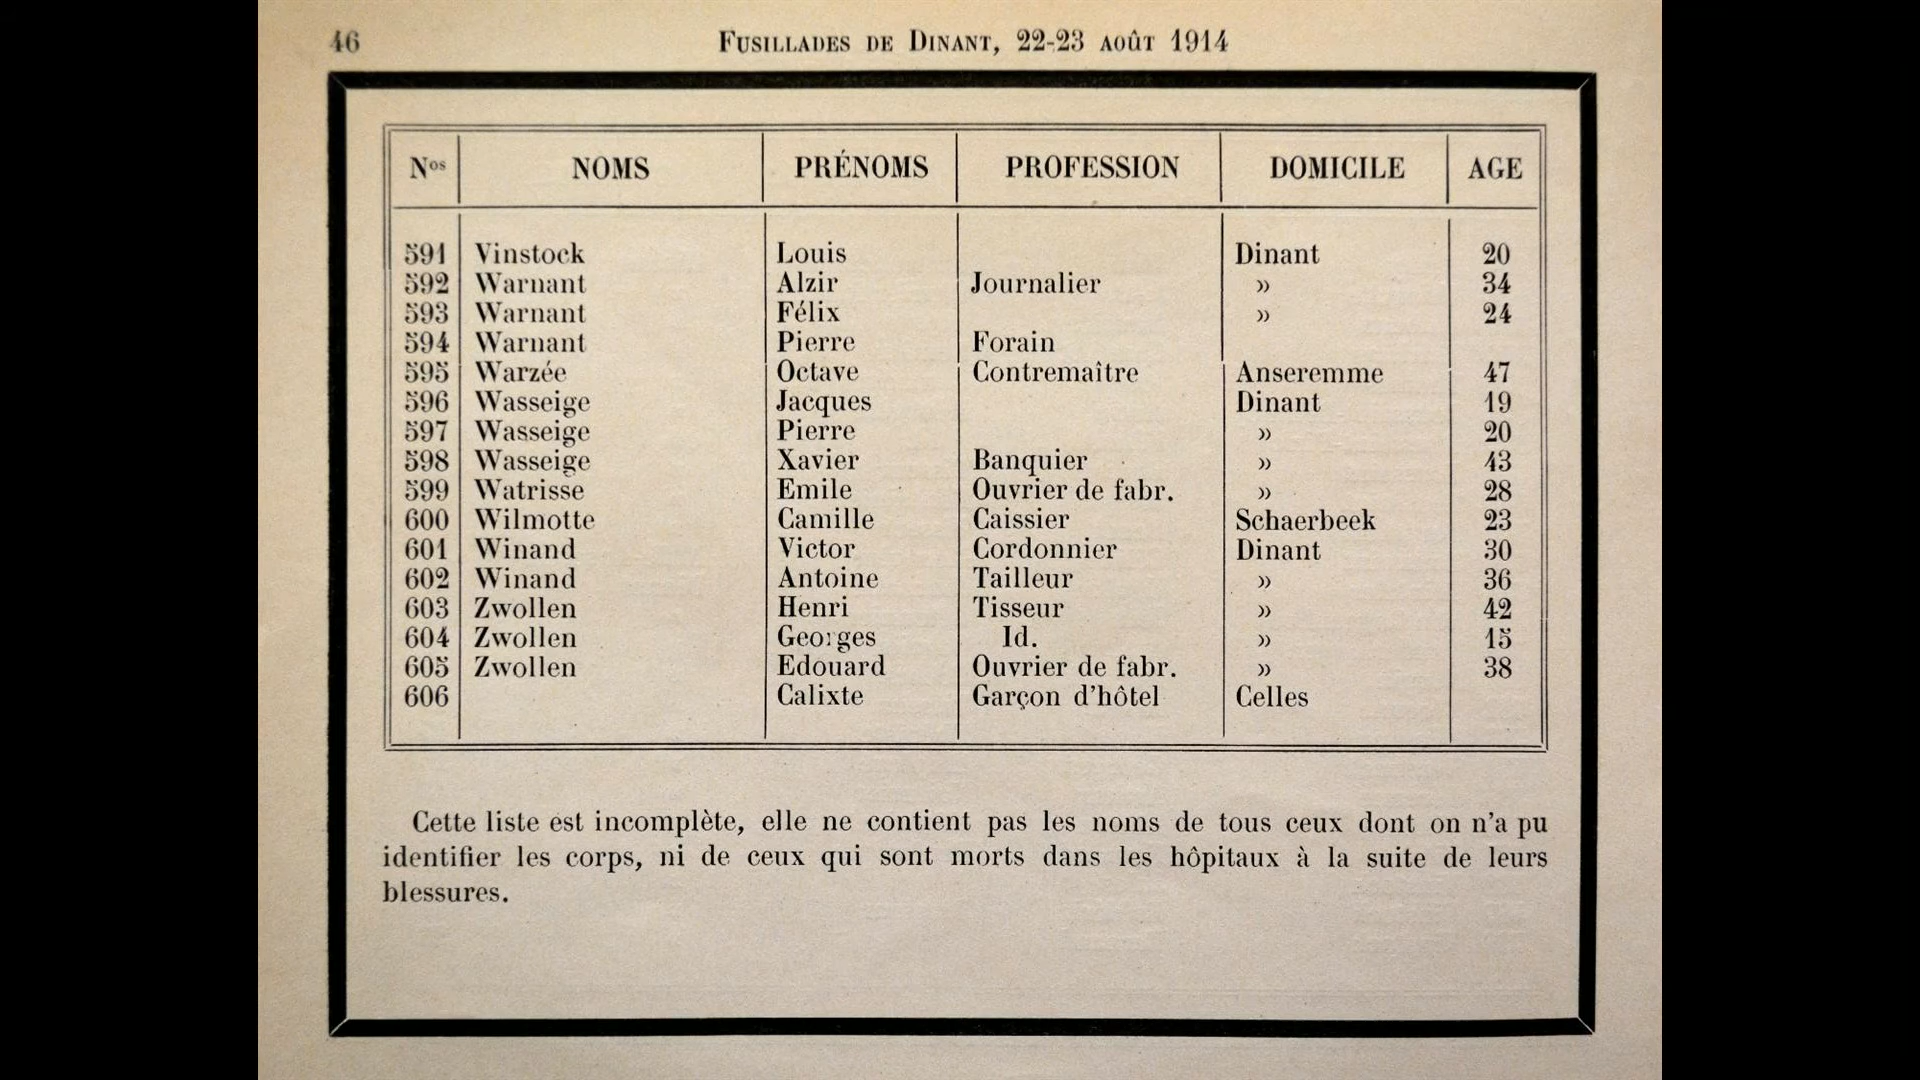 46 FUSILLADES DE DINANT, 22-23 AOÛT 1914
Nos NOMS PRÉNOMS PROFESSION DOMICILE AGE
591 Vinstock Louis Dinant 20
592 Warnant Alzir Journalier » 34
593 Warnant Félix » 24
594 Warnant Pierre Forain
595 Warzée Octave Contremaître Anseremme 47
596 Wasseige Jacques Dinant 19
597 Wasseige Pierre » 20
598 Wasseige Xavier Banquier » 43
599 Watrisse Emile Ouvrier de fabr. » 28
600 Wilmotte Camille Caissier Schaerbeek 23
601 Winand Victor Cordonnier Dinant 30
602 Winand Antoine Tailleur » 36
603 Zwollen Henri Tisseur » 42
604 Zwollen Georges Id. » 15
605 Zwollen Edouard Ouvrier de fabr. » 38
606 Calixte Garçon d'hôtel Celles
Cette liste est incomplète, elle ne contient pas les noms de tous ceux dont on n'a pu
identifier les corps, ni de ceux qui sont morts dans les hôpitaux à la suite de leurs
blessures.